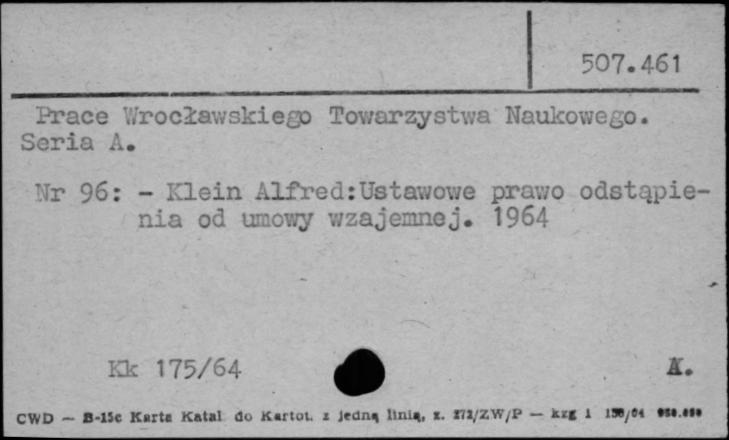 507.461
Prace Wrocławskiego Towarzystwa Naukowego.
Seria A.
Nr 96: - Klein Alfred:Ustawowe prawo odstąpie-
nia od umowy wzajemnej. 1964
Kk 175/64
A.
CWD — B-15c Karta Katal. do Kartot. z jedną linią, z. 272/ZW/P — kzg 1